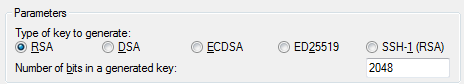 Parameters
Type of key to generate:
RSA DSA ECDSA ED25519 SSH-1 (RSA)
Number of bits in a generated key: 2048